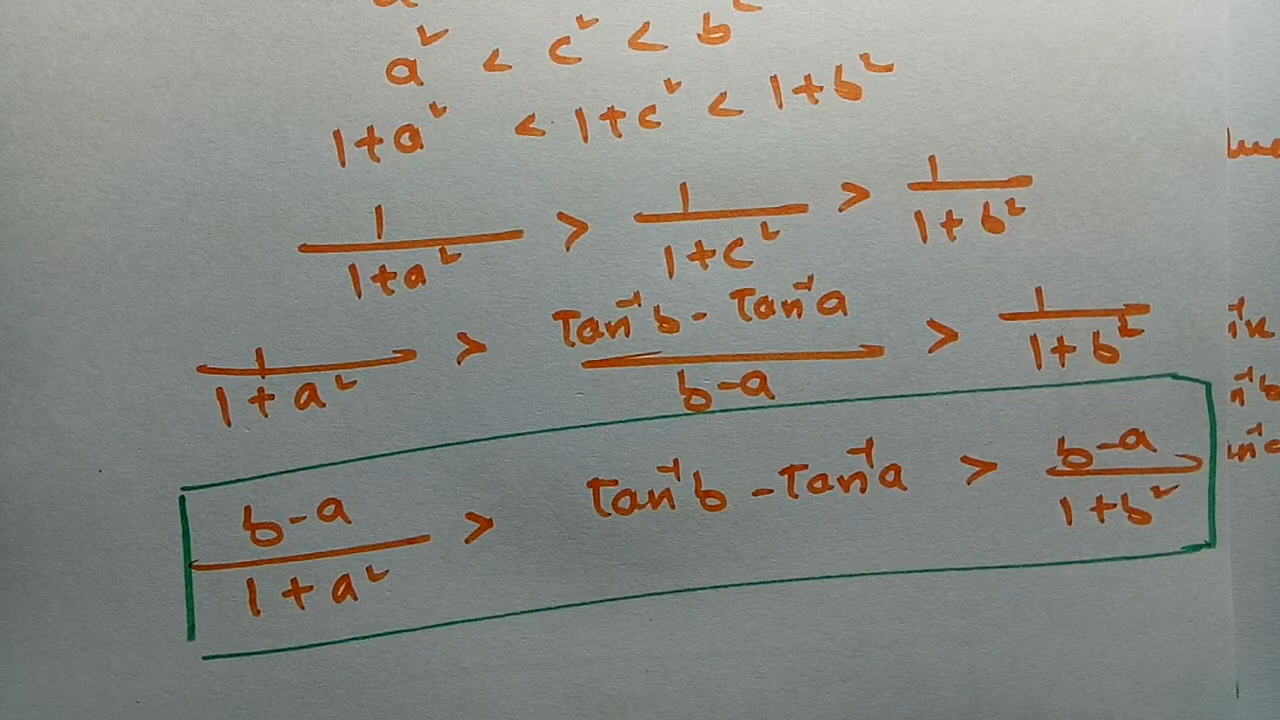 a² < c² < b²
1+a² < 1+c² < 1+b²
1/(1+a²) > 1/(1+c²) > 1/(1+b²)
1/(1+a²) > (Tan⁻¹b - Tan⁻¹a)/(b-a) > 1/(1+b²)
(b-a)/(1+a²) > Tan⁻¹b - Tan⁻¹a > (b-a)/(1+b²)